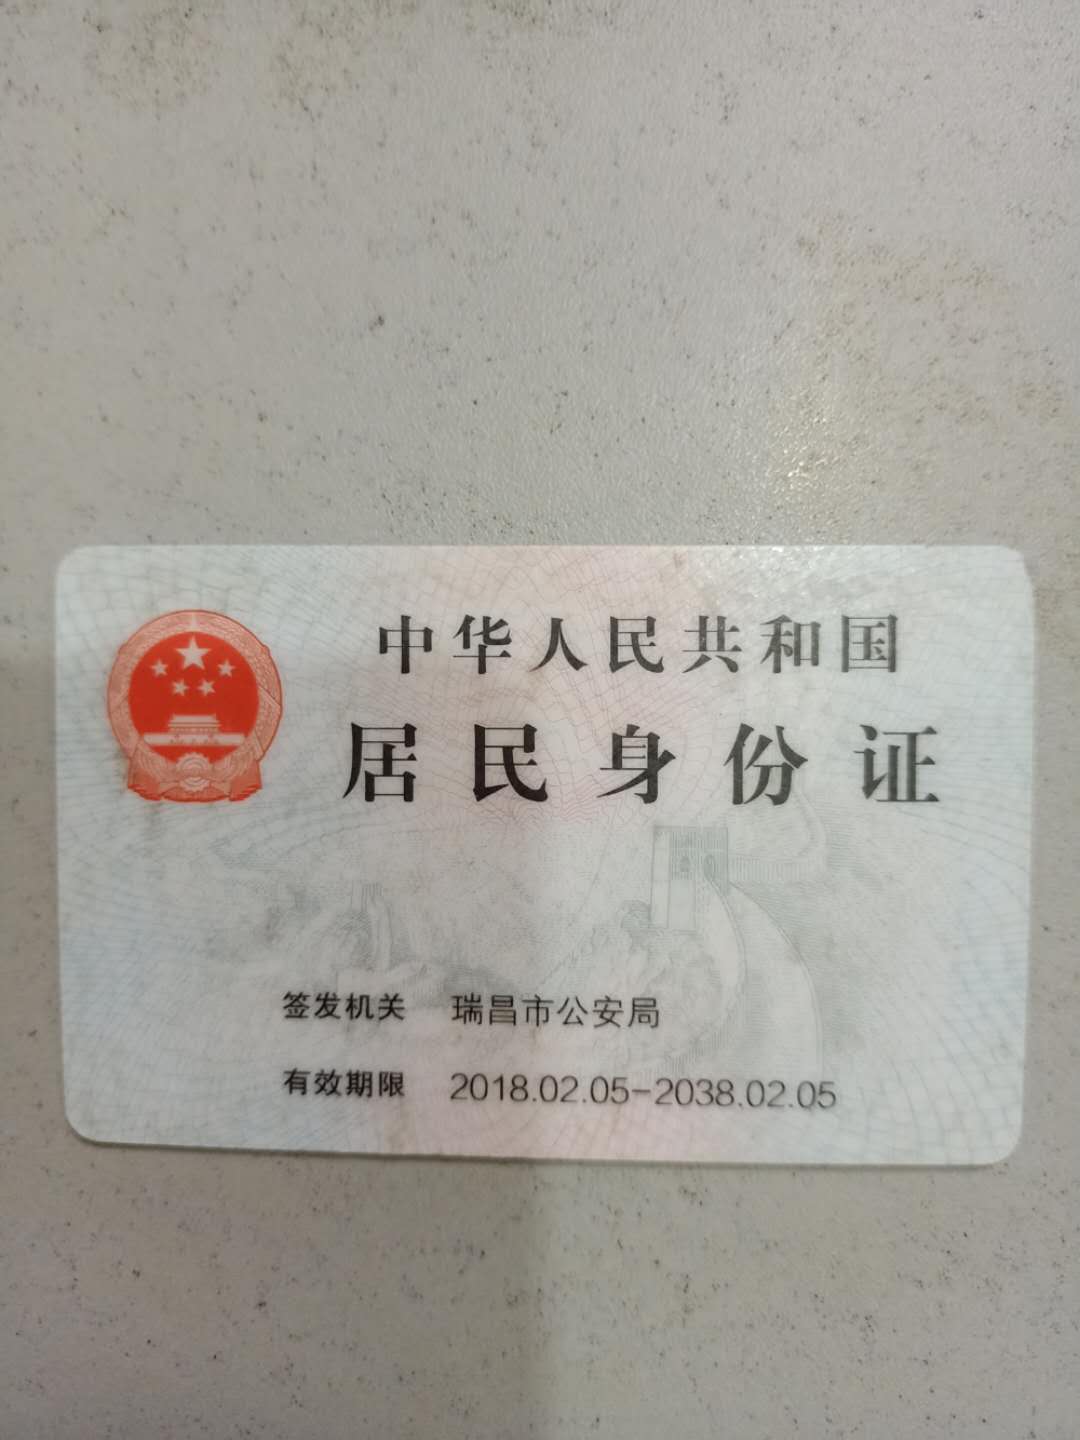 中华人民共和国
居民身份证
签发机关 瑞昌市公安局
有效期限 2018.02.05-2038.02.05